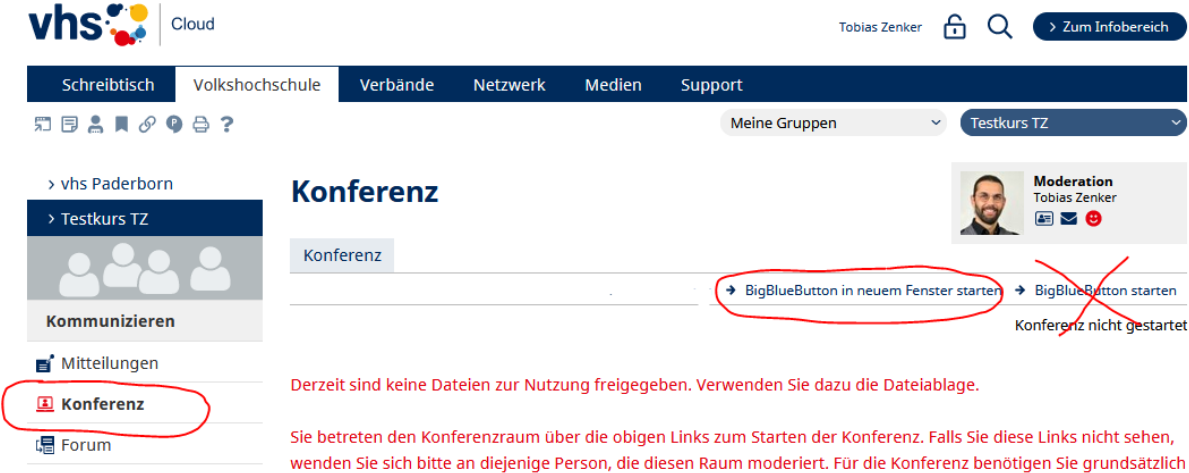 vhs Cloud
Tobias Zenker > Zum Infobereich
Schreibtisch Volkshochschule Verbände Netzwerk Medien Support
Meine Gruppen Testkurs TZ
> vhs Paderborn
> Testkurs TZ
Konferenz
Moderation
Tobias Zenker
Konferenz
→ BigBlueButton in neuem Fenster starten → BigBlueButton starten
Konferenz nicht gestartet
Kommunizieren
Mitteilungen
Konferenz
Forum
Derzeit sind keine Dateien zur Nutzung freigegeben. Verwenden Sie dazu die Dateiablage.
Sie betreten den Konferenzraum über die obigen Links zum Starten der Konferenz. Falls Sie diese Links nicht sehen,
wenden Sie sich bitte an diejenige Person, die diesen Raum moderiert. Für die Konferenz benötigen Sie grundsätzlich